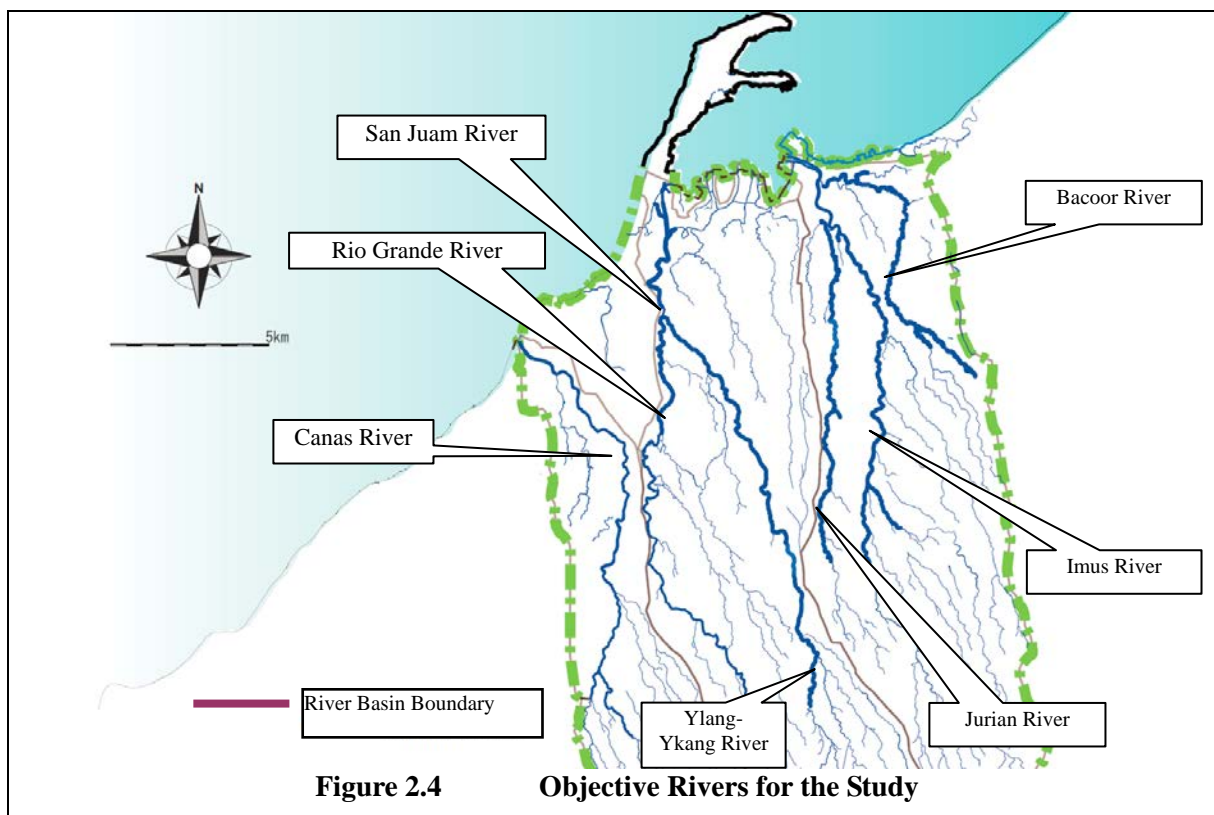 San Juam River
N
Bacoor River
Rio Grande River
5km
Canas River
Imus River
River Basin Boundary
Ylang-
Ykang River
Jurian River
Figure 2.4 Objective Rivers for the Study